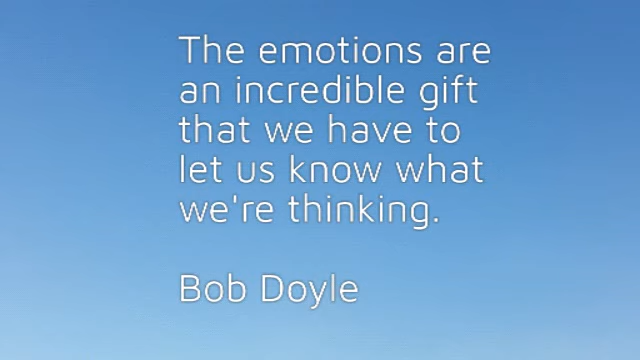 The emotions are
an incredible gift
that we have to
let us know what
we're thinking.
Bob Doyle